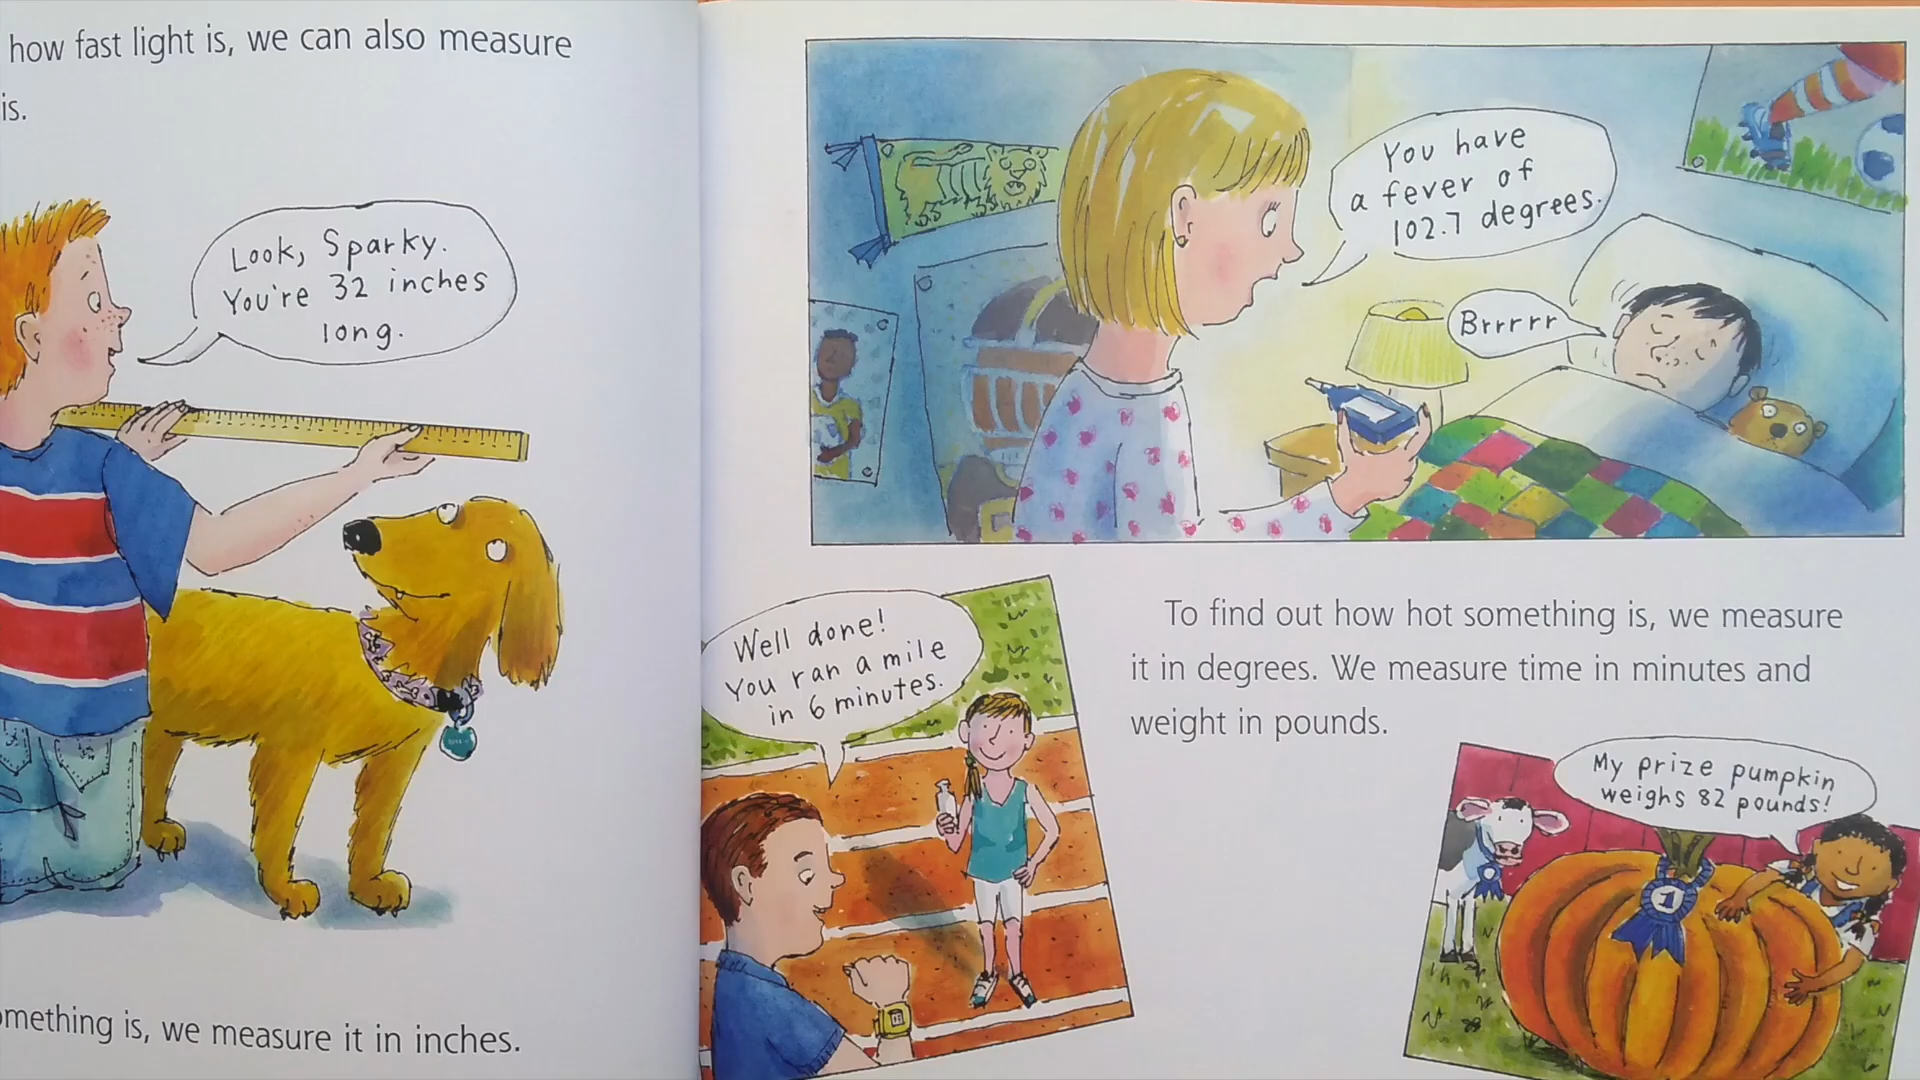 how fast light is, we can also measure
is.
Look, Sparky.
You're 32 inches
long.
something is, we measure it in inches.
You have
a fever of
102.7 degrees.
Brrrrr
Well done!
You ran a mile
in 6 minutes.
To find out how hot something is, we measure
it in degrees. We measure time in minutes and
weight in pounds.
My prize pumpkin
weighs 82 pounds!
1